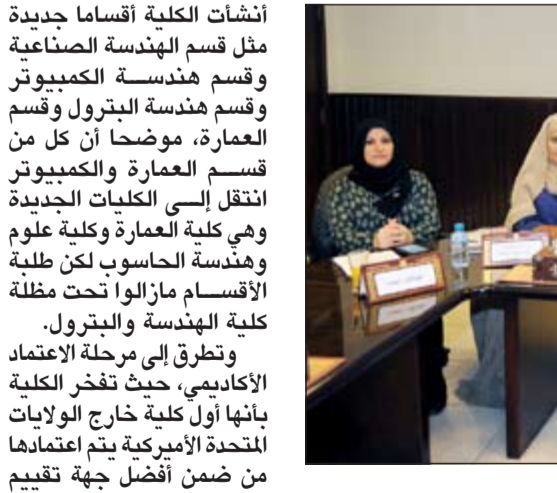 أنشأت الكلية أقساما جديدة
مثل قسم الهندسة الصناعية
وقسم هندسة الكمبيوتر
وقسم هندسة البترول وقسم
العمارة، موضحا أن كل من
قسم العمارة والكمبيوتر
انتقل إلى الكليات الجديدة
وهي كلية العمارة وكلية علوم
وهندسة الحاسوب لكن طلبة
الأقسام مازالوا تحت مظلة
كلية الهندسة والبترول.
وتطرق إلى مرحلة الاعتماد
الأكاديمي، حيث تفخر الكلية
بأنها أول كلية خارج الولايات
المتحدة الأميركية يتم اعتمادها
من ضمن أفضل جهة تقييم